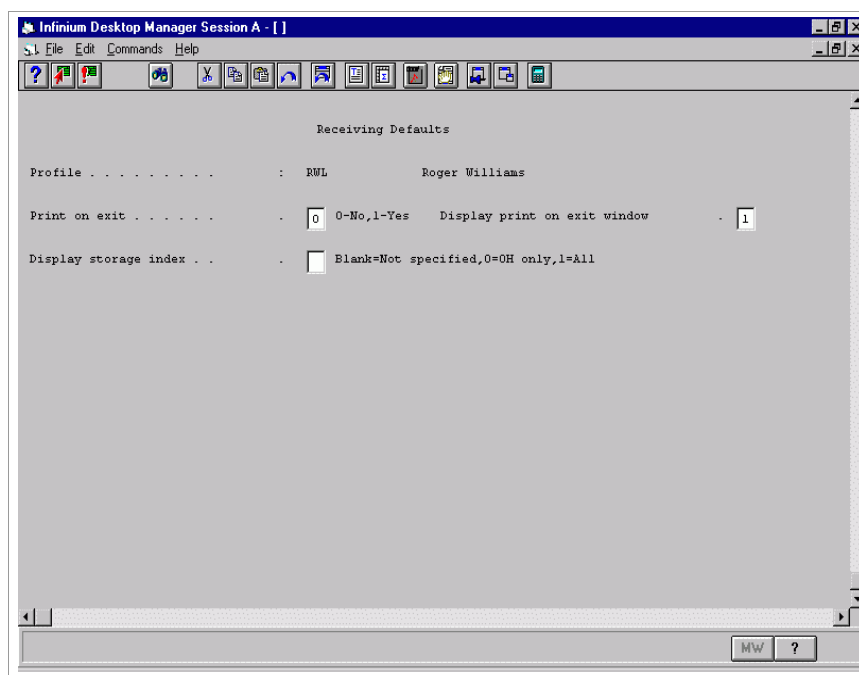 Infinium Desktop Manager Session A - [ ]
File Edit Commands Help
Receiving Defaults
Profile . . . . . . . . . : RWL Roger Williams
Print on exit . . . . . . . 0 0-No,1-Yes Display print on exit window . 1
Display storage index . . . Blank=Not specified,0=OH only,1=All
MW ?